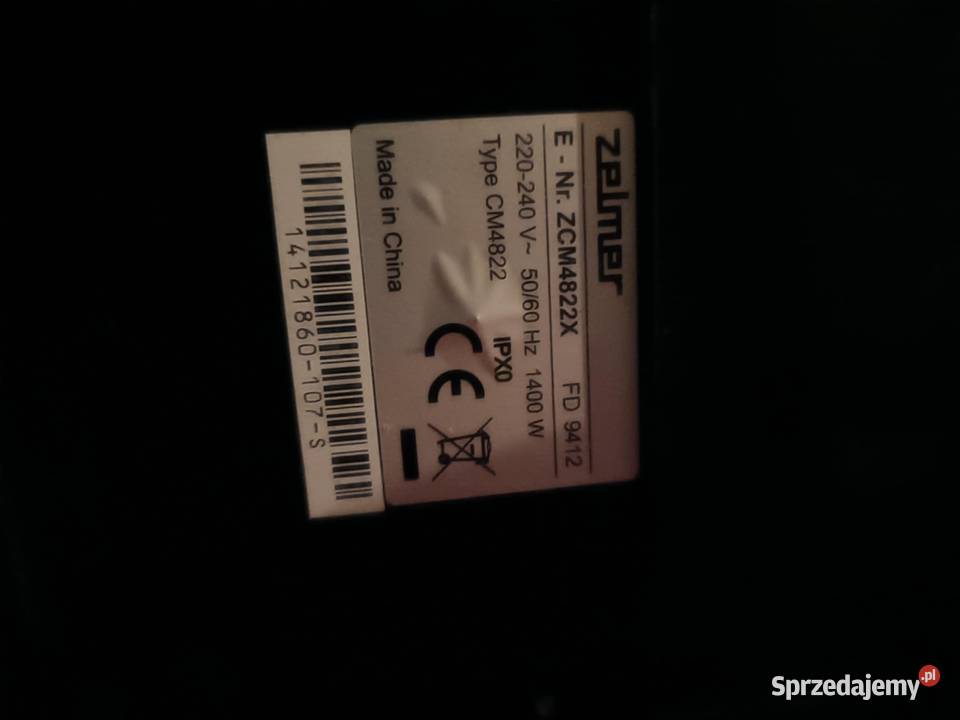 zelmer
E - Nr. ZCM4822X FD 9412
220-240 V~ 50/60 Hz 1400 W
Type CM4822 IPX0
Made in China
14121860-107-S
Sprzedajemy.pl